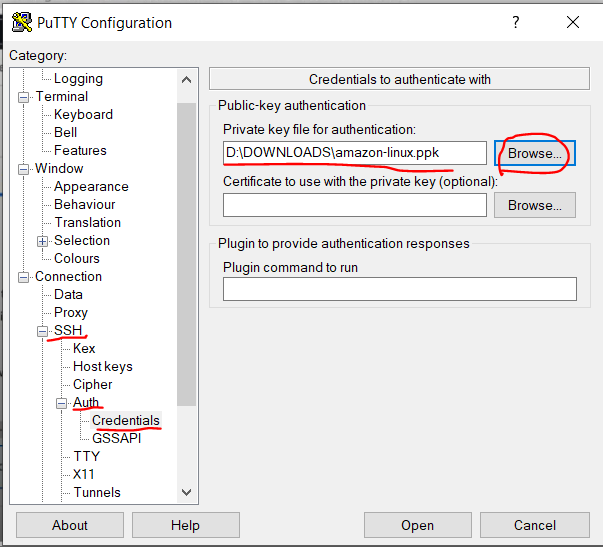 PuTTY Configuration
? ×
Category:
Logging
Terminal
Keyboard
Bell
Features
Window
Appearance
Behaviour
Translation
Selection
Colours
Connection
Data
Proxy
SSH
Kex
Host keys
Cipher
Auth
Credentials
GSSAPI
TTY
X11
Tunnels
Credentials to authenticate with
Public-key authentication
Private key file for authentication:
D:\DOWNLOADS\amazon-linux.ppk
Browse...
Certificate to use with the private key (optional):
Browse...
Plugin to provide authentication responses
Plugin command to run
About
Help
Open
Cancel